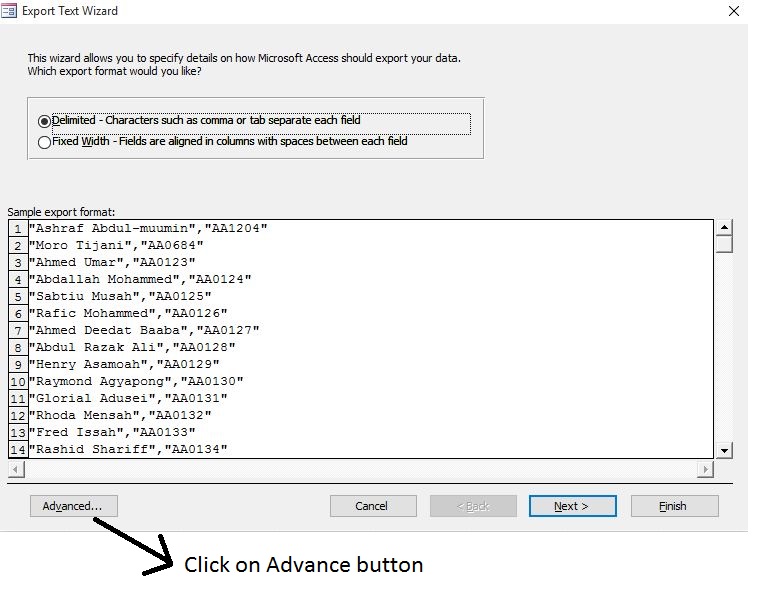 Export Text Wizard
This wizard allows you to specify details on how Microsoft Access should export your data.
Which export format would you like?
Delimited - Characters such as comma or tab separate each field
Fixed Width - Fields are aligned in columns with spaces between each field
Sample export format:
1 "Ashraf Abdul-muumin","AA1204"
2 "Moro Tijani","AA0684"
3 "Ahmed Umar","AA0123"
4 "Abdallah Mohammed","AA0124"
5 "Sabtiu Musah","AA0125"
6 "Rafic Mohammed","AA0126"
7 "Ahmed Deedat Baaba","AA0127"
8 "Abdul Razak Ali","AA0128"
9 "Henry Asamoah","AA0129"
10 "Raymond Agyapong","AA0130"
11 "Glorial Adusei","AA0131"
12 "Rhoda Mensah","AA0132"
13 "Fred Issah","AA0133"
14 "Rashid Shariff","AA0134"
Advanced... Cancel < Back Next > Finish
Click on Advance button